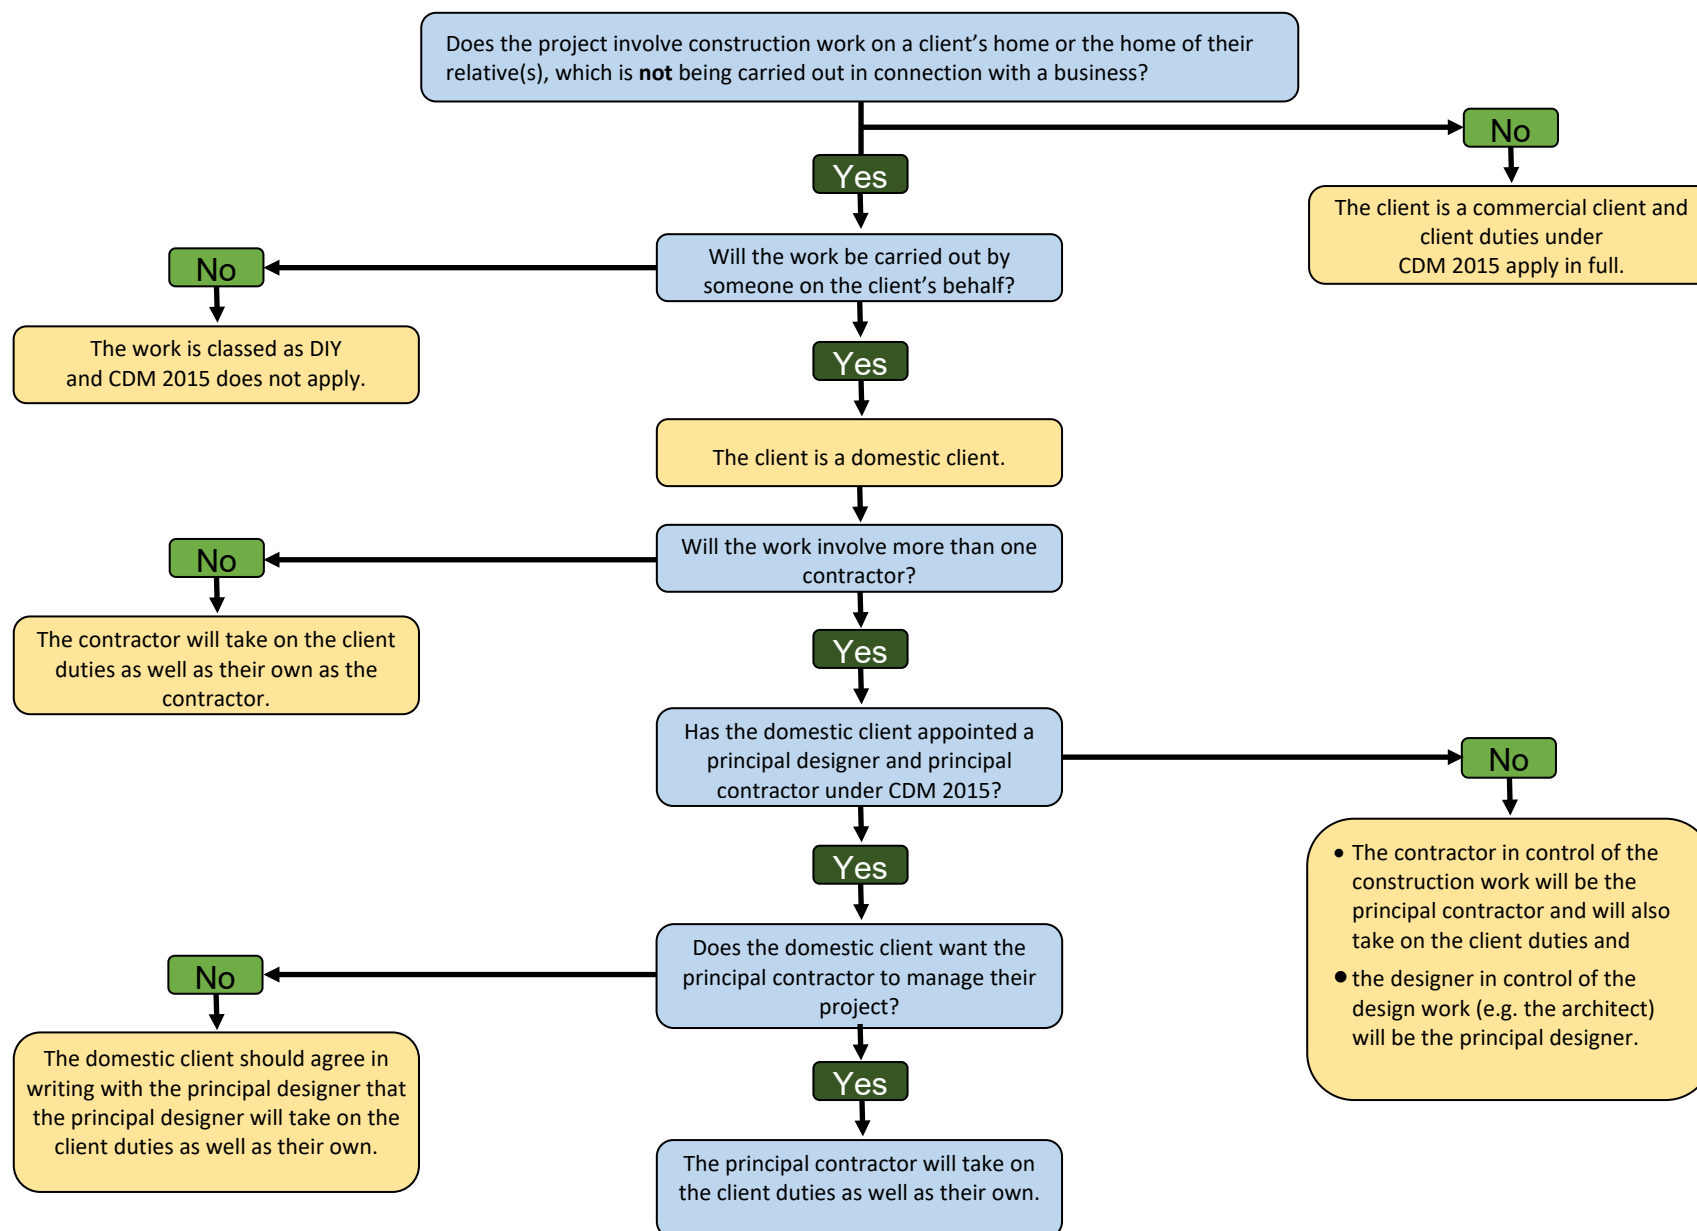 Does the project involve construction work on a client’s home or the home of their
relative(s), which is not being carried out in connection with a business?
No
Yes
The client is a commercial client and
client duties under
CDM 2015 apply in full.
Will the work be carried out by
someone on the client’s behalf?
No
The work is classed as DIY
and CDM 2015 does not apply.
Yes
The client is a domestic client.
Will the work involve more than one
contractor?
No
The contractor will take on the client
duties as well as their own as the
contractor.
Yes
Has the domestic client appointed a
principal designer and principal
contractor under CDM 2015?
No
• The contractor in control of the
construction work will be the
principal contractor and will also
take on the client duties and
• the designer in control of the
design work (e.g. the architect)
will be the principal designer.
Yes
Does the domestic client want the
principal contractor to manage their
project?
No
The domestic client should agree in
writing with the principal designer that
the principal designer will take on the
client duties as well as their own.
Yes
The principal contractor will take on
the client duties as well as their own.